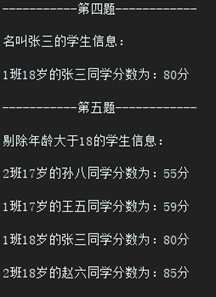 -----------第四题------------
名叫张三的学生信息：
1班18岁的张三同学分数为：80分
-----------第五题------------
剔除年龄大于18的学生信息：
2班17岁的孙八同学分数为：55分
1班17岁的王五同学分数为：59分
1班18岁的张三同学分数为：80分
2班18岁的赵六同学分数为：85分